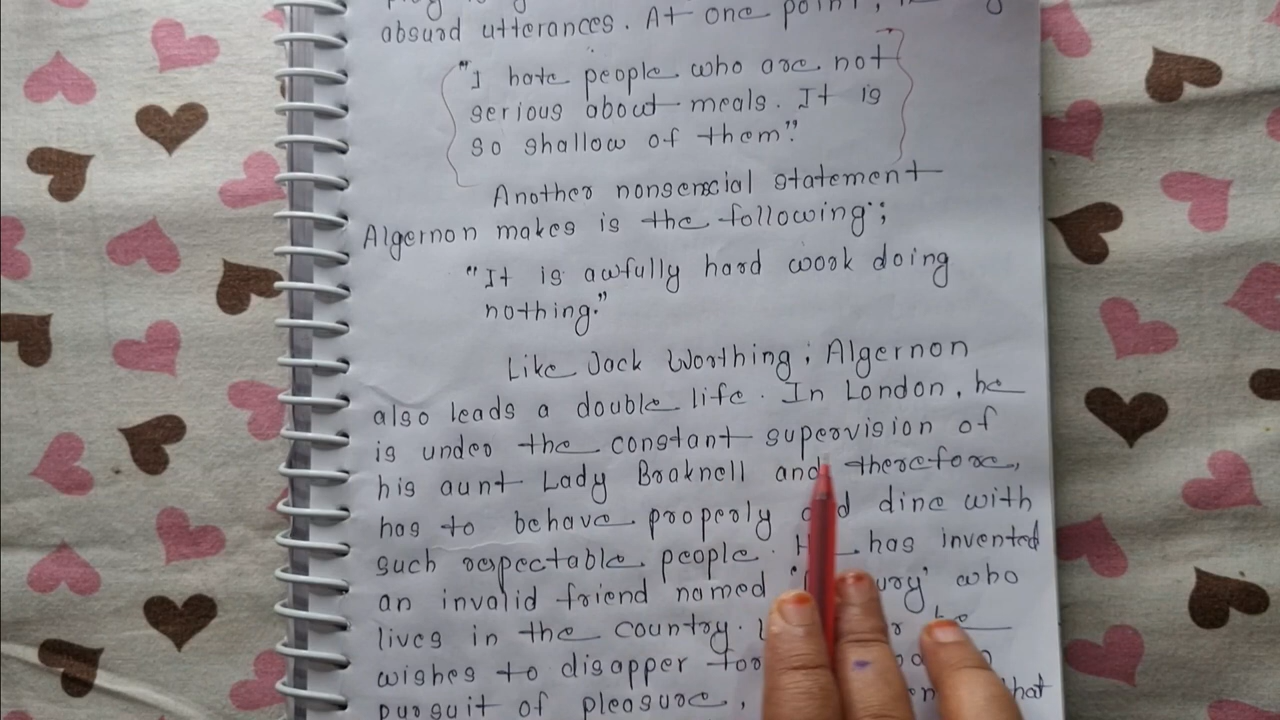 absurd utterances. At one point,
"I hate people who are not
serious about meals. It is
so shallow of them".
Another nonsenscial statement
Algernon makes is the following;
"It is awfully hard work doing
nothing."
Like Jack Worthing; Algernon
also leads a double life. In London, he
is under the constant supervision of
his aunt Lady Braknell and therefore,
has to behave properly and dine with
such respectable people. has invented
an invalid friend named who
lives in the country.
wishes to disapper for
pursuit of pleasure, that